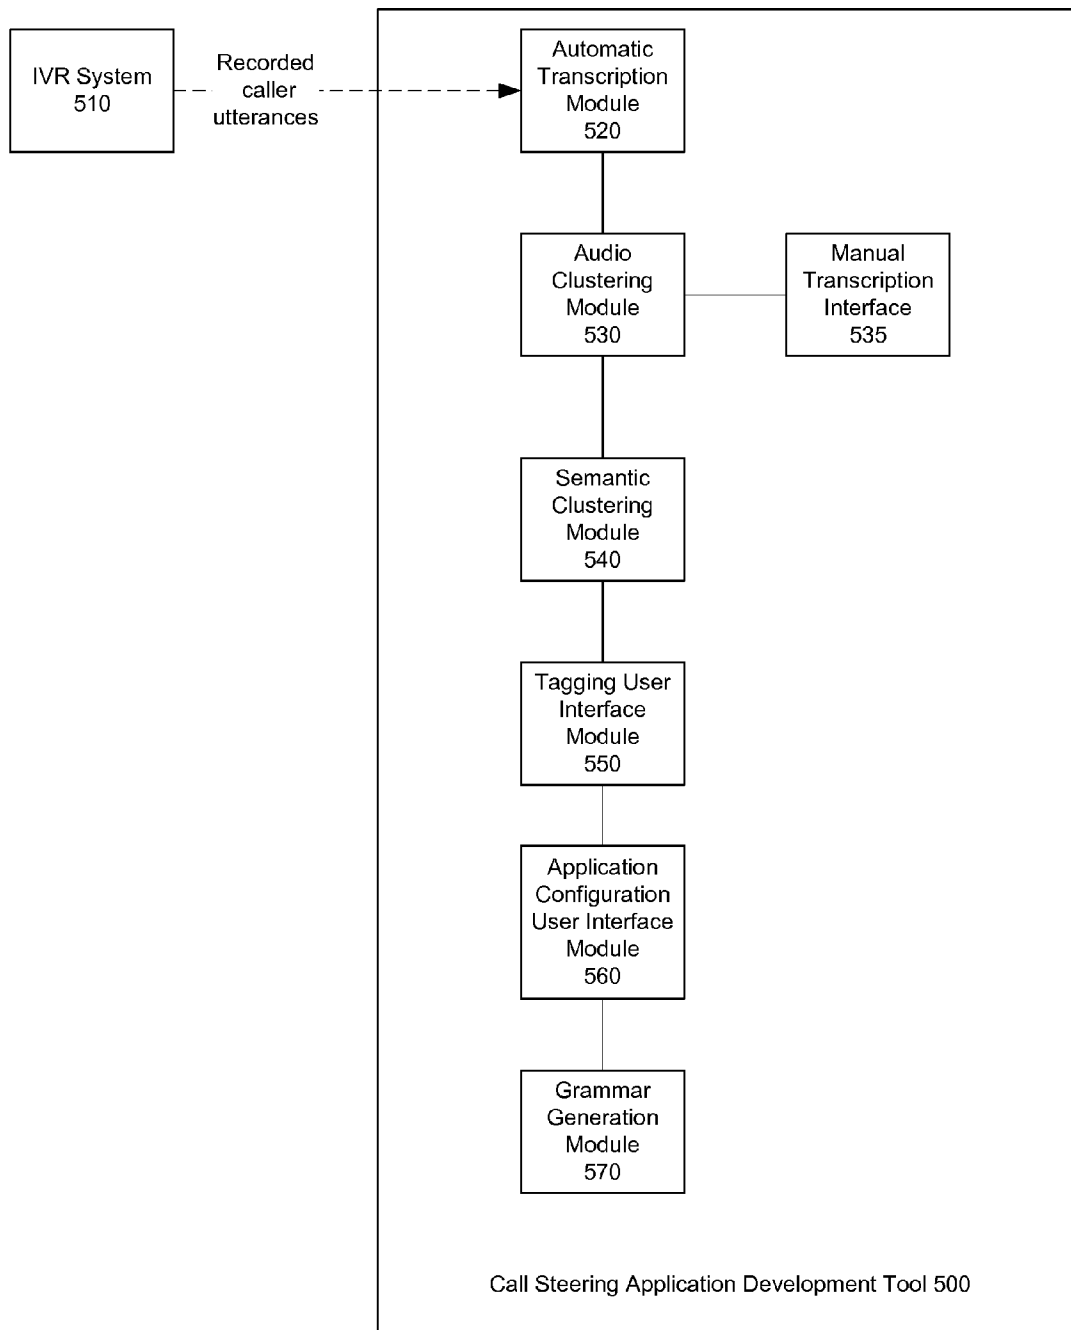 IVR System
510
Recorded
caller
utterances
Automatic
Transcription
Module
520
Audio
Clustering
Module
530
Manual
Transcription
Interface
535
Semantic
Clustering
Module
540
Tagging User
Interface
Module
550
Application
Configuration
User Interface
Module
560
Grammar
Generation
Module
570
Call Steering Application Development Tool 500